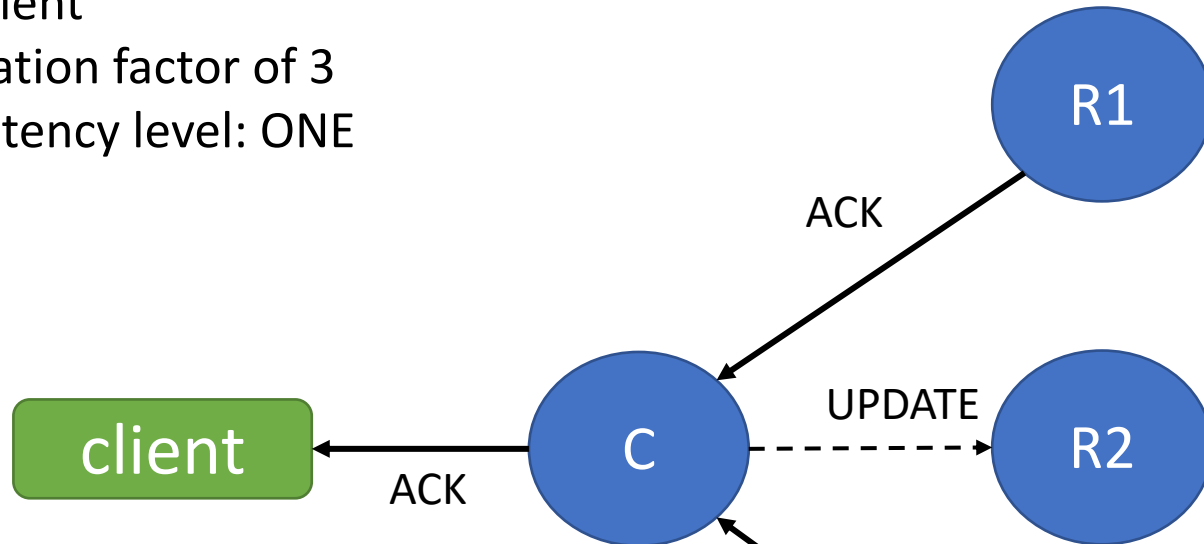 ation factor of 3
tency level: ONE
R1
ACK
UPDATE
client
C
R2
ACK